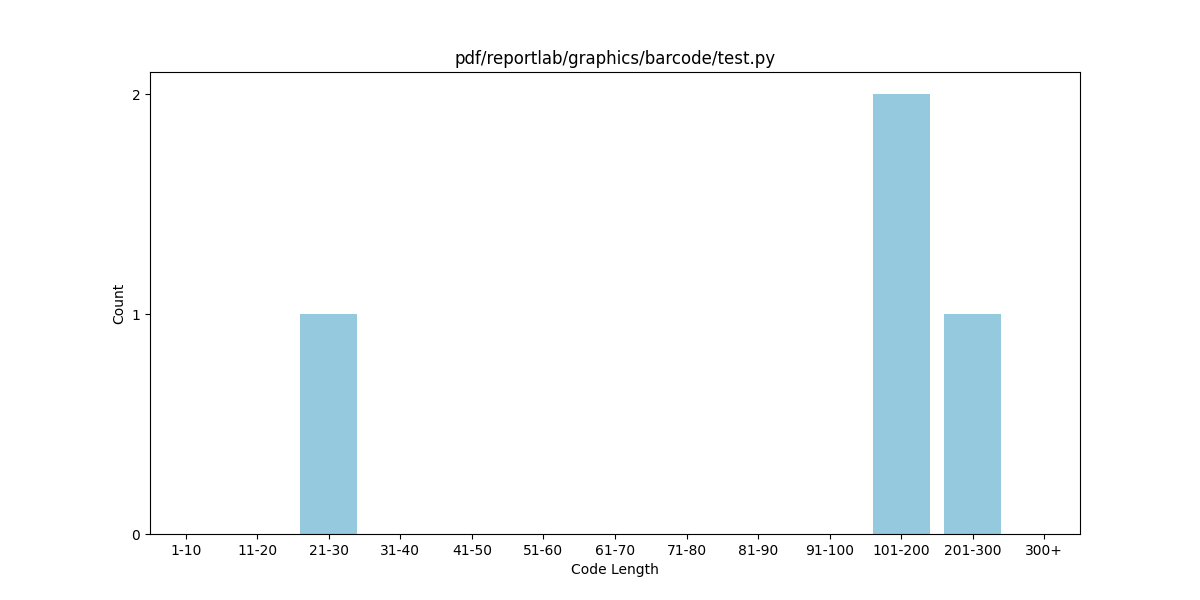 pdf/reportlab/graphics/barcode/test.py
2
1
0
Count
1-10 11-20 21-30 31-40 41-50 51-60 61-70 71-80 81-90 91-100 101-200 201-300 300+
Code Length